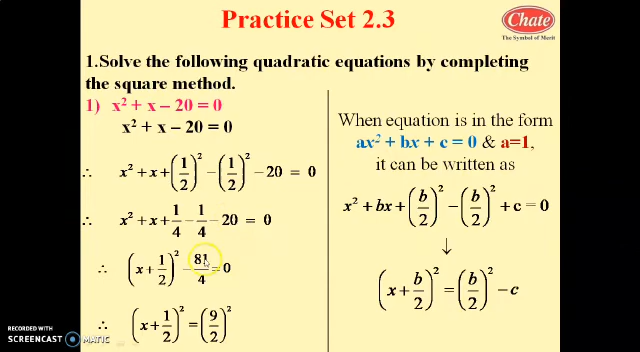 Practice Set 2.3
Chate
The Symbol of Merit
1.Solve the following quadratic equations by completing
the square method.
1) x² + x – 20 = 0
x² + x – 20 = 0
∴ x² + x + (1/2)² − (1/2)² − 20 = 0
∴ x² + x + 1/4 − 1/4 − 20 = 0
∴ (x + 1/2)² − 81/4 = 0
∴ (x + 1/2)² = (9/2)²
When equation is in the form
ax² + bx + c = 0 & a=1,
it can be written as
x² + bx + (b/2)² − (b/2)² + c = 0
↓
(x + b/2)² = (b/2)² − c
RECORDED WITH
SCREENCAST MATIC